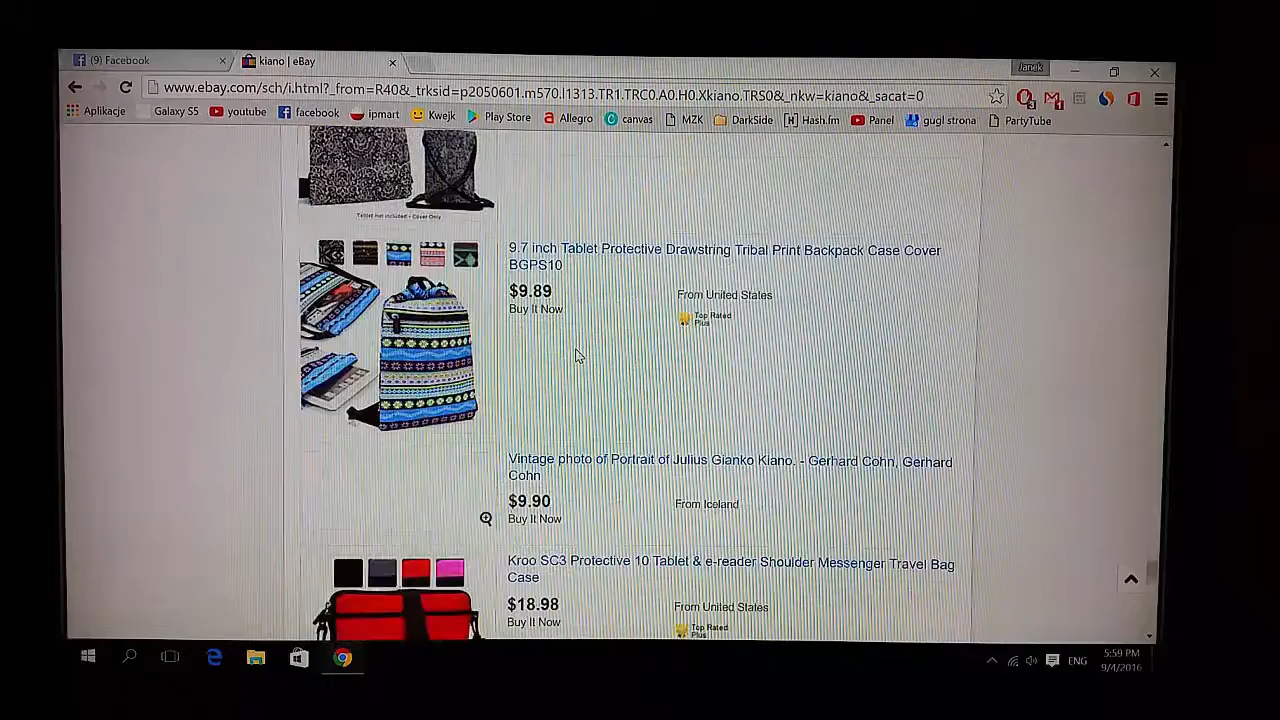 (9) Facebook
kiano | eBay
Janek
www.ebay.com/sch/i.html?_from=R40&_trksid=p2050601.m570.l1313.TR1.TRC0.A0.H0.Xkiano.TRS0&_nkw=kiano&_sacat=0
Aplikacje Galaxy S5 youtube facebook ipmart Kwejk Play Store Allegro canvas MZK DarkSide Hash.fm Panel gugl strona PartyTube
Tablet not included - Cover Only
9.7 inch Tablet Protective Drawstring Tribal Print Backpack Case Cover
BGPS10
$9.89
From United States
Buy It Now
Top Rated
Plus
Vintage photo of Portrait of Julius Gianko Kiano. - Gerhard Cohn, Gerhard
Cohn
$9.90
From Iceland
Buy It Now
Kroo SC3 Protective 10 Tablet & e-reader Shoulder Messenger Travel Bag
Case
$18.98
From United States
Buy It Now
Top Rated
Plus
ENG
5:59 PM
9/4/2016